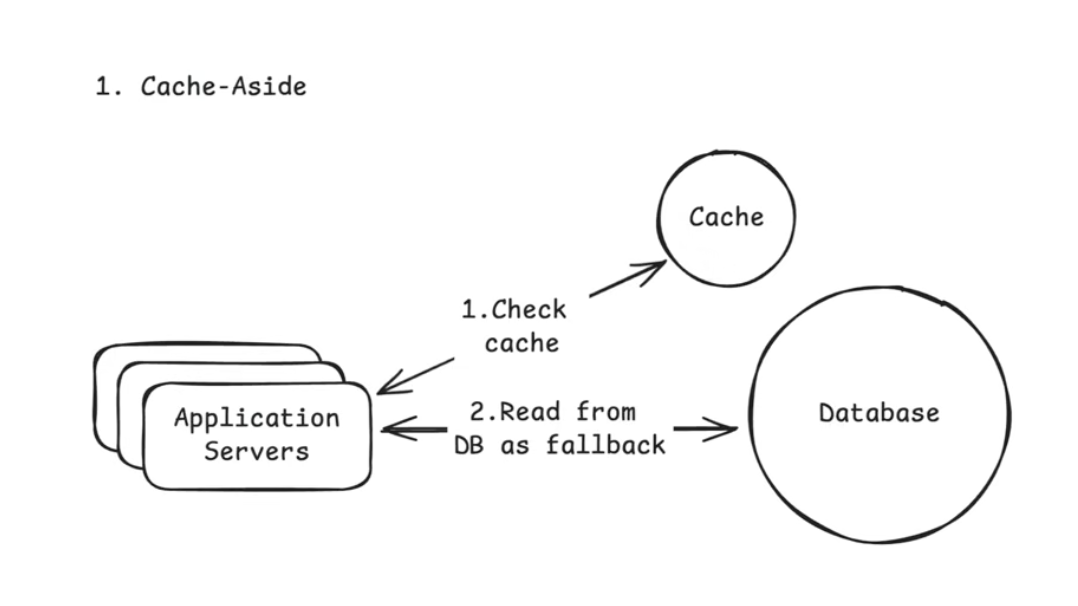 1. Cache-Aside
Cache
1.Check
cache
Application
Servers
2.Read from
DB as fallback
Database